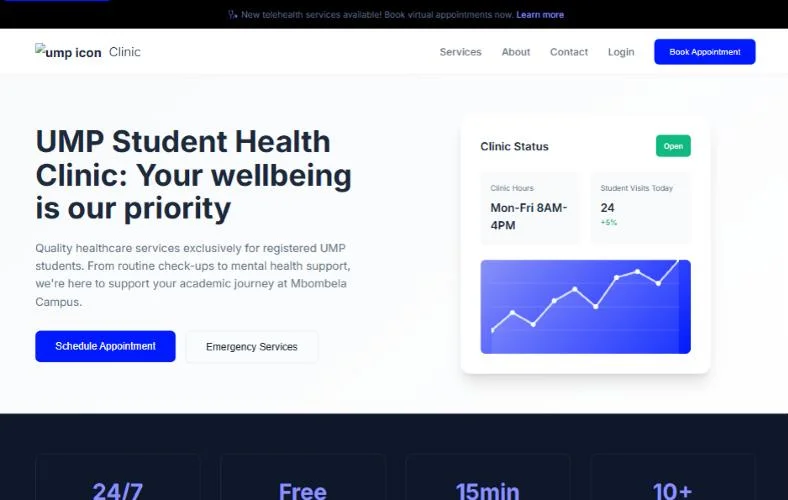 New telehealth services available! Book virtual appointments now. Learn more
ump icon Clinic
Services About Contact Login Book Appointment
UMP Student Health
Clinic: Your wellbeing
is our priority
Quality healthcare services exclusively for registered UMP
students. From routine check-ups to mental health support,
we're here to support your academic journey at Mbombela
Campus.
Schedule Appointment Emergency Services
Clinic Status Open
Clinic Hours
Mon-Fri 8AM-
4PM
Student Visits Today
24
+5%
24/7 Free 15min 10+